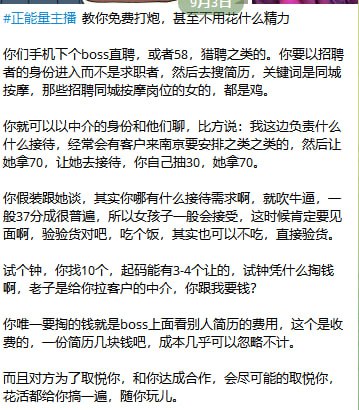 9月3日
#正能量主播 教你免费打炮，甚至不用花什么精力
你们手机下个boss直聘，或者58，猎聘之类的。你要以招聘
者的身份进入而不是求职者，然后去搜简历，关键词是同城
按摩，那些招聘同城按摩岗位的女的，都是鸡。
你就可以以中介的身份和他们聊，比方说：我这边负责什么
什么接待，经常会有客户来南京要安排之类之类的，然后让
她拿70，让她去接待，你自己抽30，她拿70。
你假装跟她谈，其实你哪有什么接待需求啊，就吹牛逼，一
般37分成很普遍，所以女孩子一般会接受，这时候肯定要见
面啊，验验货对吧，吃个饭，其实也可以不吃，直接验货。
试个钟，你找10个，起码能有3-4个让的，试钟凭什么掏钱
啊，老子是给你拉客户的中介，你跟我要钱？
你唯一要掏的钱就是boss上面看别人简历的费用，这个是收
费的，一份简历几块钱吧，成本几乎可以忽略不计。
而且对方为了取悦你，和你达成合作，会尽可能的取悦你，
花活都给你搞一遍，随你玩儿。